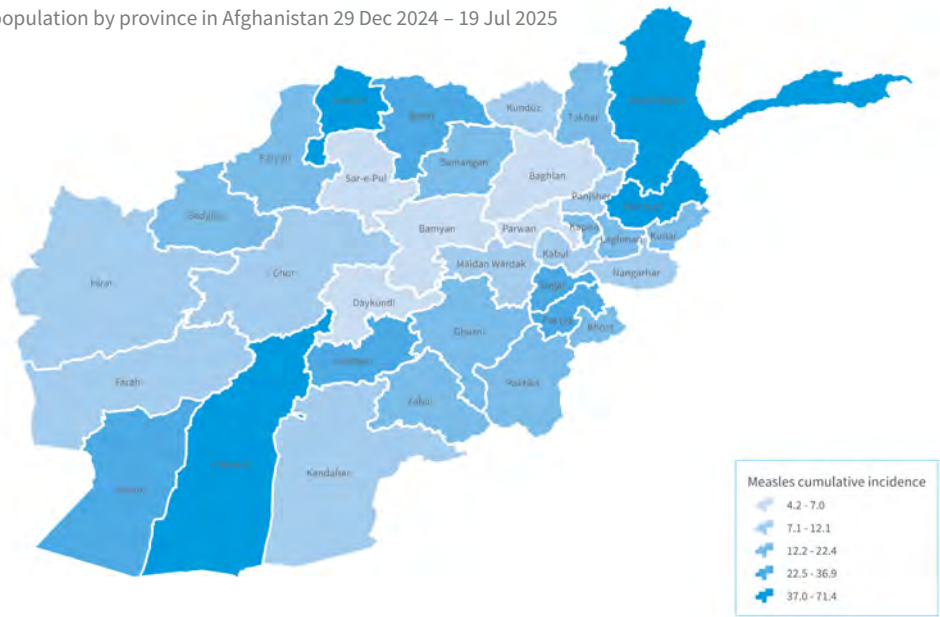 population by province in Afghanistan 29 Dec 2024 – 19 Jul 2025
Kunduz
Takhar
Balkh
Faryab
Samangan
Sar-e-Pul
Baghlan
Panjsher
Badghis
Bamyan
Parwan
Kapisa
Laghman
Kunar
Kabul
Maidan Wardak
Nangarhar
Hirat
Ghor
Logar
Daykundi
Ghazni
Paktya
Khost
Farah
Paktika
Zabul
Kandahar
Measles cumulative incidence
4.2 - 7.0
7.1 - 12.1
12.2 - 22.4
22.5 - 36.9
37.0 - 71.4